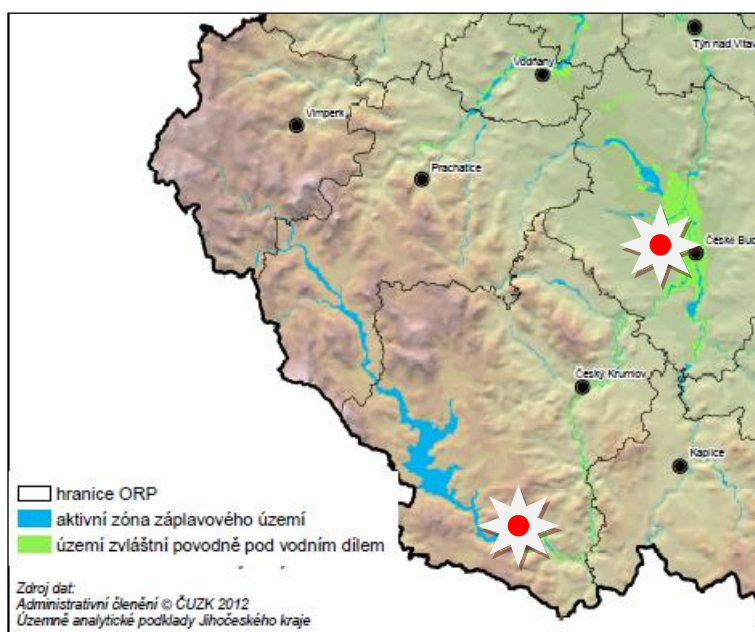 Týn nad Vltav
Vodňany
Vimperk
Prachatice
České Bud
Český Krumlov
Kaplice
hranice ORP
aktivní zóna záplavového území
území zvláštní povodně pod vodním dílem
Zdroj dat:
Administrativní členění © ČUZK 2012
Územně analytické podklady Jihočeského kraje